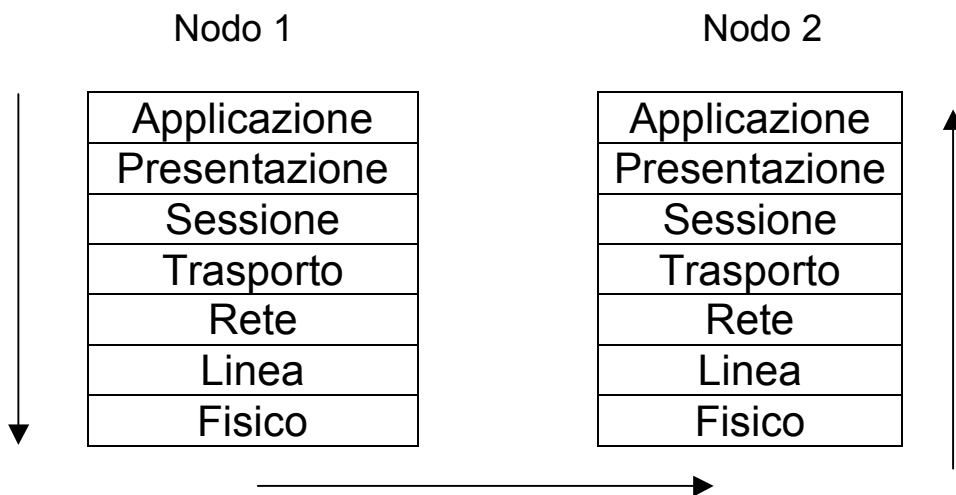 Nodo 1
Nodo 2
Applicazione
Presentazione
Sessione
Trasporto
Rete
Linea
Fisico
Applicazione
Presentazione
Sessione
Trasporto
Rete
Linea
Fisico